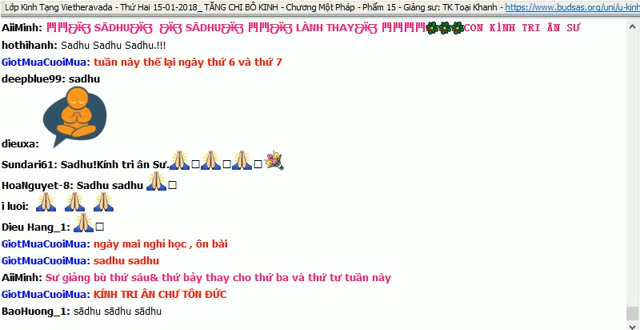 Lớp Kinh Tạng Vietheravada - Thứ Hai 15-01-2018_ TĂNG CHI BỘ KINH - Chương Một Pháp - Phẩm 15 - Giảng sư: TK Toại Khanh - https://www.budsas.org/uni/u-kinh
AiiMinh: SĀDHU SĀDHU LÀNH THAY CON KÍNH TRI ÂN SƯ
hothihanh: Sadhu Sadhu Sadhu.!!!
GiotMuaCuoiMua: tuần này thế lại ngày thứ 6 và thứ 7
deepblue99: sadhu
dieuxa:
Sundari61: Sadhu!Kính tri ân Sư.
HoaNguyet-8: Sadhu sadhu
i luoi:
Dieu Hang_1:
GiotMuaCuoiMua: ngày mai nghỉ học , ôn bài
GiotMuaCuoiMua: sadhu sadhu
AiiMinh: Sư giảng bù thứ sáu& thứ bảy thay cho thứ ba và thứ tư tuần này
GiotMuaCuoiMua: KÍNH TRI ÂN CHƯ TÔN ĐỨC
BaoHuong_1: sādhu sādhu sādhu